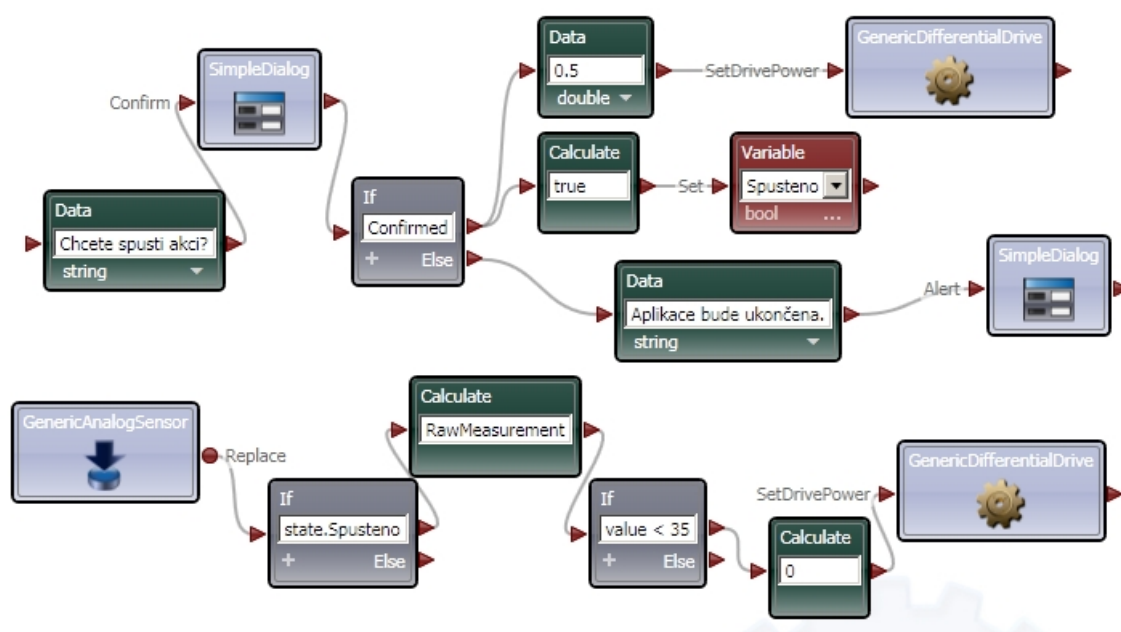 Data
0.5
double
SetDrivePower
GenericDifferentialDrive
SimpleDialog
Confirm
Calculate
true
Set
Variable
Spusteno
bool
...
Data
Chcete spusti akci?
string
If
Confirmed
+ Else
Data
Aplikace bude ukončena.
string
Alert
SimpleDialog
GenericAnalogSensor
Replace
Calculate
RawMeasurement
If
state.Spusteno
+ Else
If
value < 35
+ Else
SetDrivePower
Calculate
0
GenericDifferentialDrive